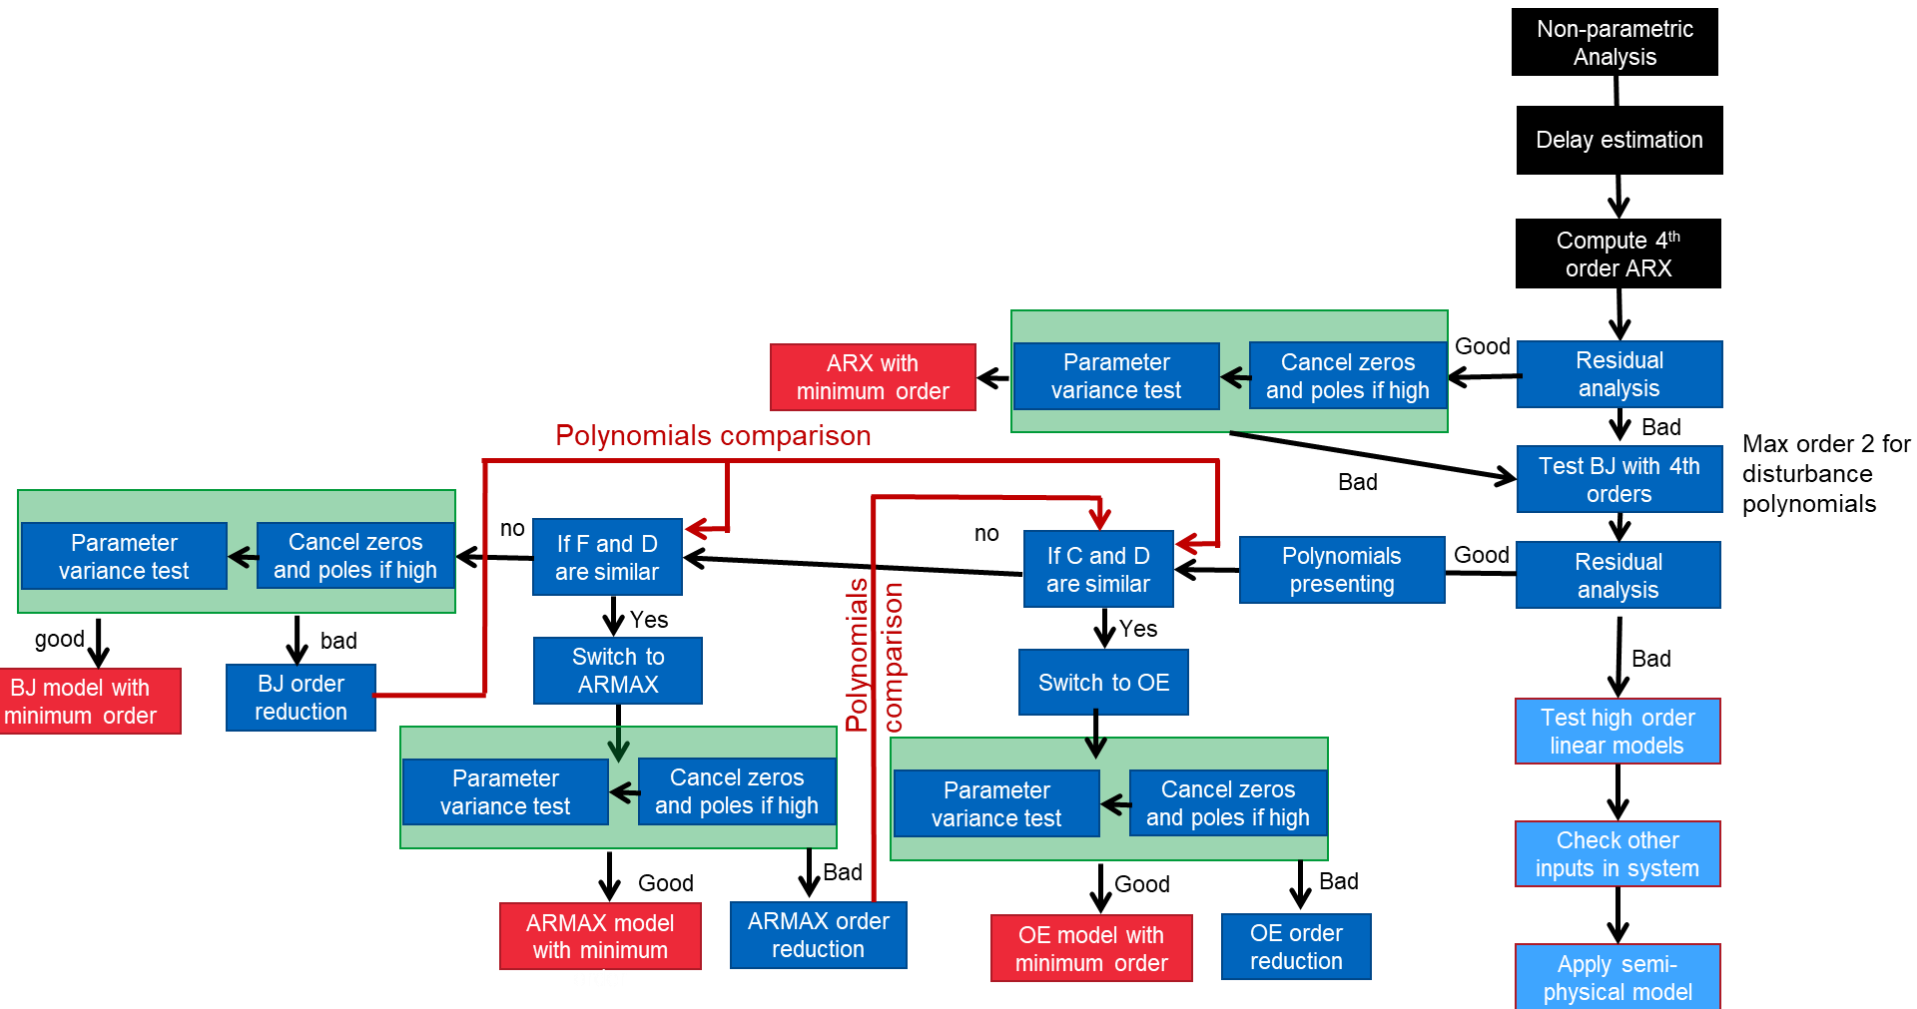 Non-parametric
Analysis
Delay estimation
Compute 4th
order ARX
Residual
analysis
Good
Cancel zeros
and poles if high
Parameter
variance test
ARX with
minimum order
Bad
Bad
Test BJ with 4th
orders
Max order 2 for
disturbance
polynomials
Residual
analysis
Good
Polynomials
presenting
If C and D
are similar
no
If F and D
are similar
no
Cancel zeros
and poles if high
Parameter
variance test
Polynomials comparison
Polynomials
comparison
good
bad
BJ model with
minimum order
BJ order
reduction
Yes
Switch to
ARMAX
Yes
Switch to OE
Bad
Test high order
linear models
Check other
inputs in system
Apply semi-
physical model
Parameter
variance test
Cancel zeros
and poles if high
Good
Bad
ARMAX model
with minimum
ARMAX order
reduction
Parameter
variance test
Cancel zeros
and poles if high
Good
Bad
OE model with
minimum order
OE order
reduction